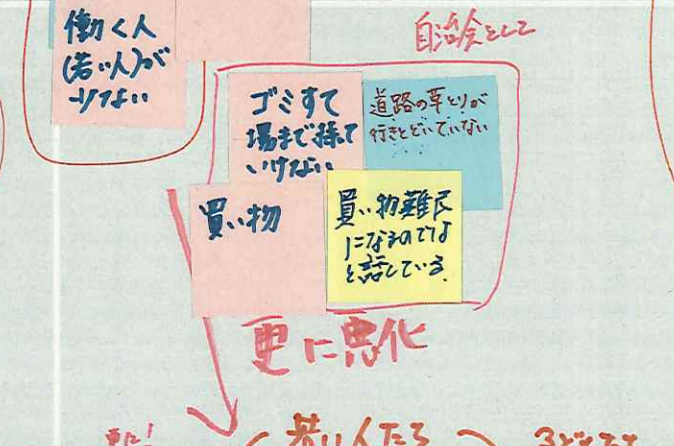 働く人
(若い人)が
少ない
自治会として
ゴミすて
場まで持って
いけない
道路の草とりが
行きとどいていない
買い物
買い物難民
になるのでは
と話している。
更に悪化
更に!
若い人たち